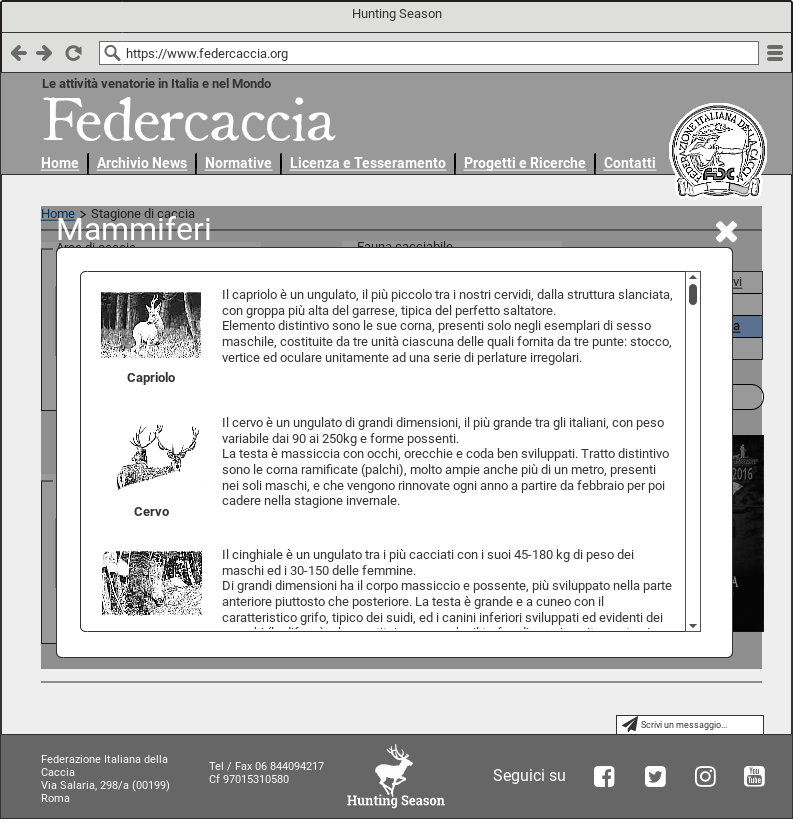 Hunting Season
https://www.federcaccia.org
Le attività venatorie in Italia e nel Mondo
Federcaccia
Home
Archivio News
Normative
Licenza e Tesseramento
Progetti e Ricerche
Contatti
FEDERAZIONE ITALIANA DELLA CACCIA
FIDC
Home > Stagione di caccia
Mammiferi
Fauna cacciabile
vi
a
2016
A
Il capriolo è un ungulato, il più piccolo tra i nostri cervidi, dalla struttura slanciata,
con groppa più alta del garrese, tipica del perfetto saltatore.
Elemento distintivo sono le sue corna, presenti solo negli esemplari di sesso
maschile, costituite da tre unità ciascuna delle quali fornita da tre punte: stocco,
vertice ed oculare unitamente ad una serie di perlature irregolari.
Capriolo
Il cervo è un ungulato di grandi dimensioni, il più grande tra gli italiani, con peso
variabile dai 90 ai 250kg e forme possenti.
La testa è massiccia con occhi, orecchie e coda ben sviluppati. Tratto distintivo
sono le corna ramificate (palchi), molto ampie anche più di un metro, presenti
nei soli maschi, e che vengono rinnovate ogni anno a partire da febbraio per poi
cadere nella stagione invernale.
Cervo
Il cinghiale è un ungulato tra i più cacciati con i suoi 45-180 kg di peso dei
maschi ed i 30-150 delle femmine.
Di grandi dimensioni ha il corpo massiccio e possente, più sviluppato nella parte
anteriore piuttosto che posteriore. La testa è grande e a cuneo con il
caratteristico grifo, tipico dei suidi, ed i canini inferiori sviluppati ed evidenti dei
Scrivi un messaggio...
Federazione Italiana della
Caccia
Via Salaria, 298/a (00199)
Roma
Tel / Fax 06 844094217
Cf 97015310580
Hunting Season
Seguici su
You
Tube